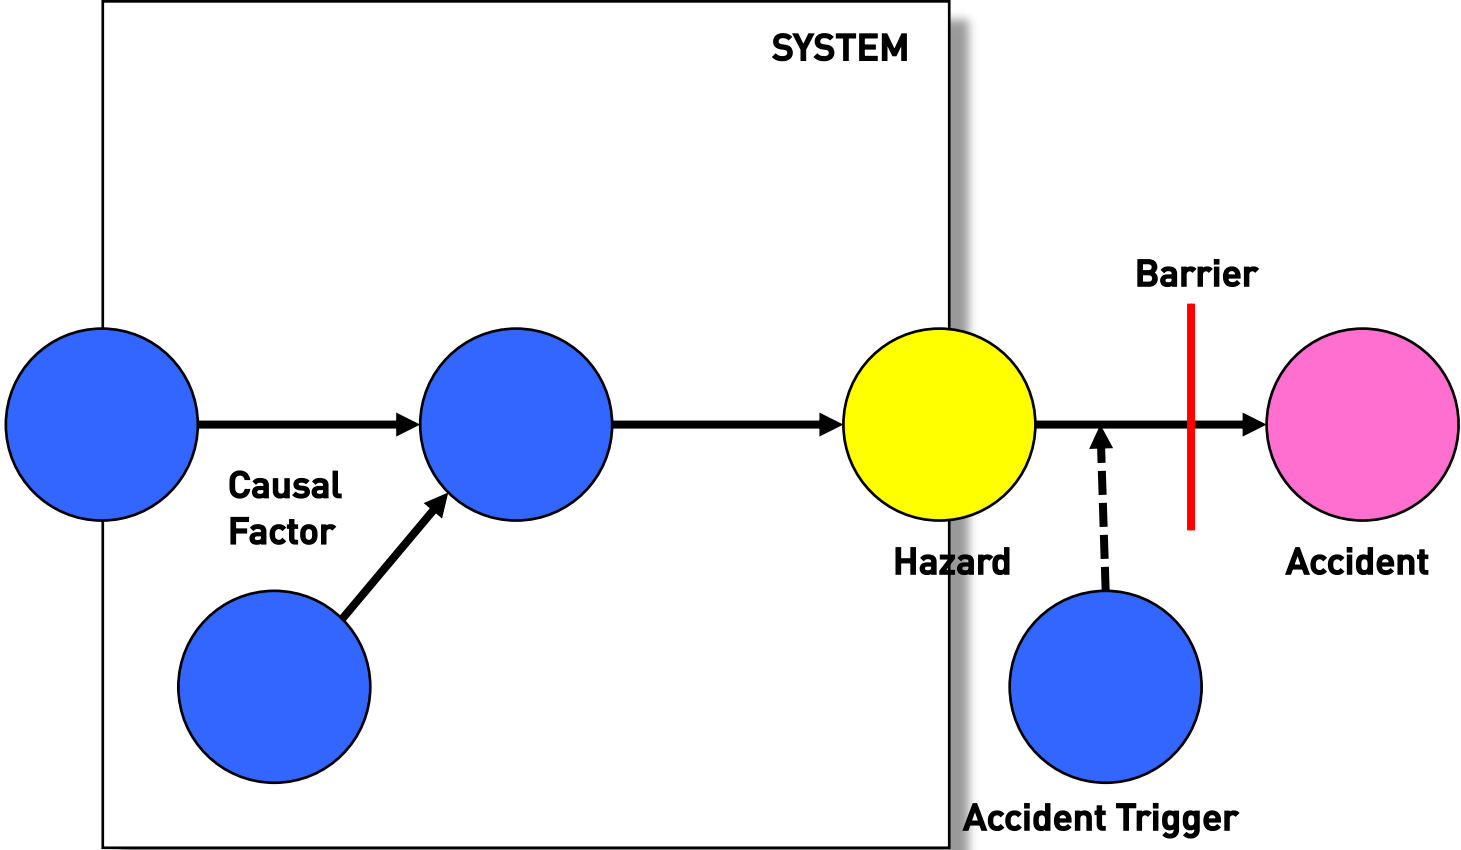 SYSTEM
Barrier
Causal
Factor
Hazard
Accident
Accident Trigger